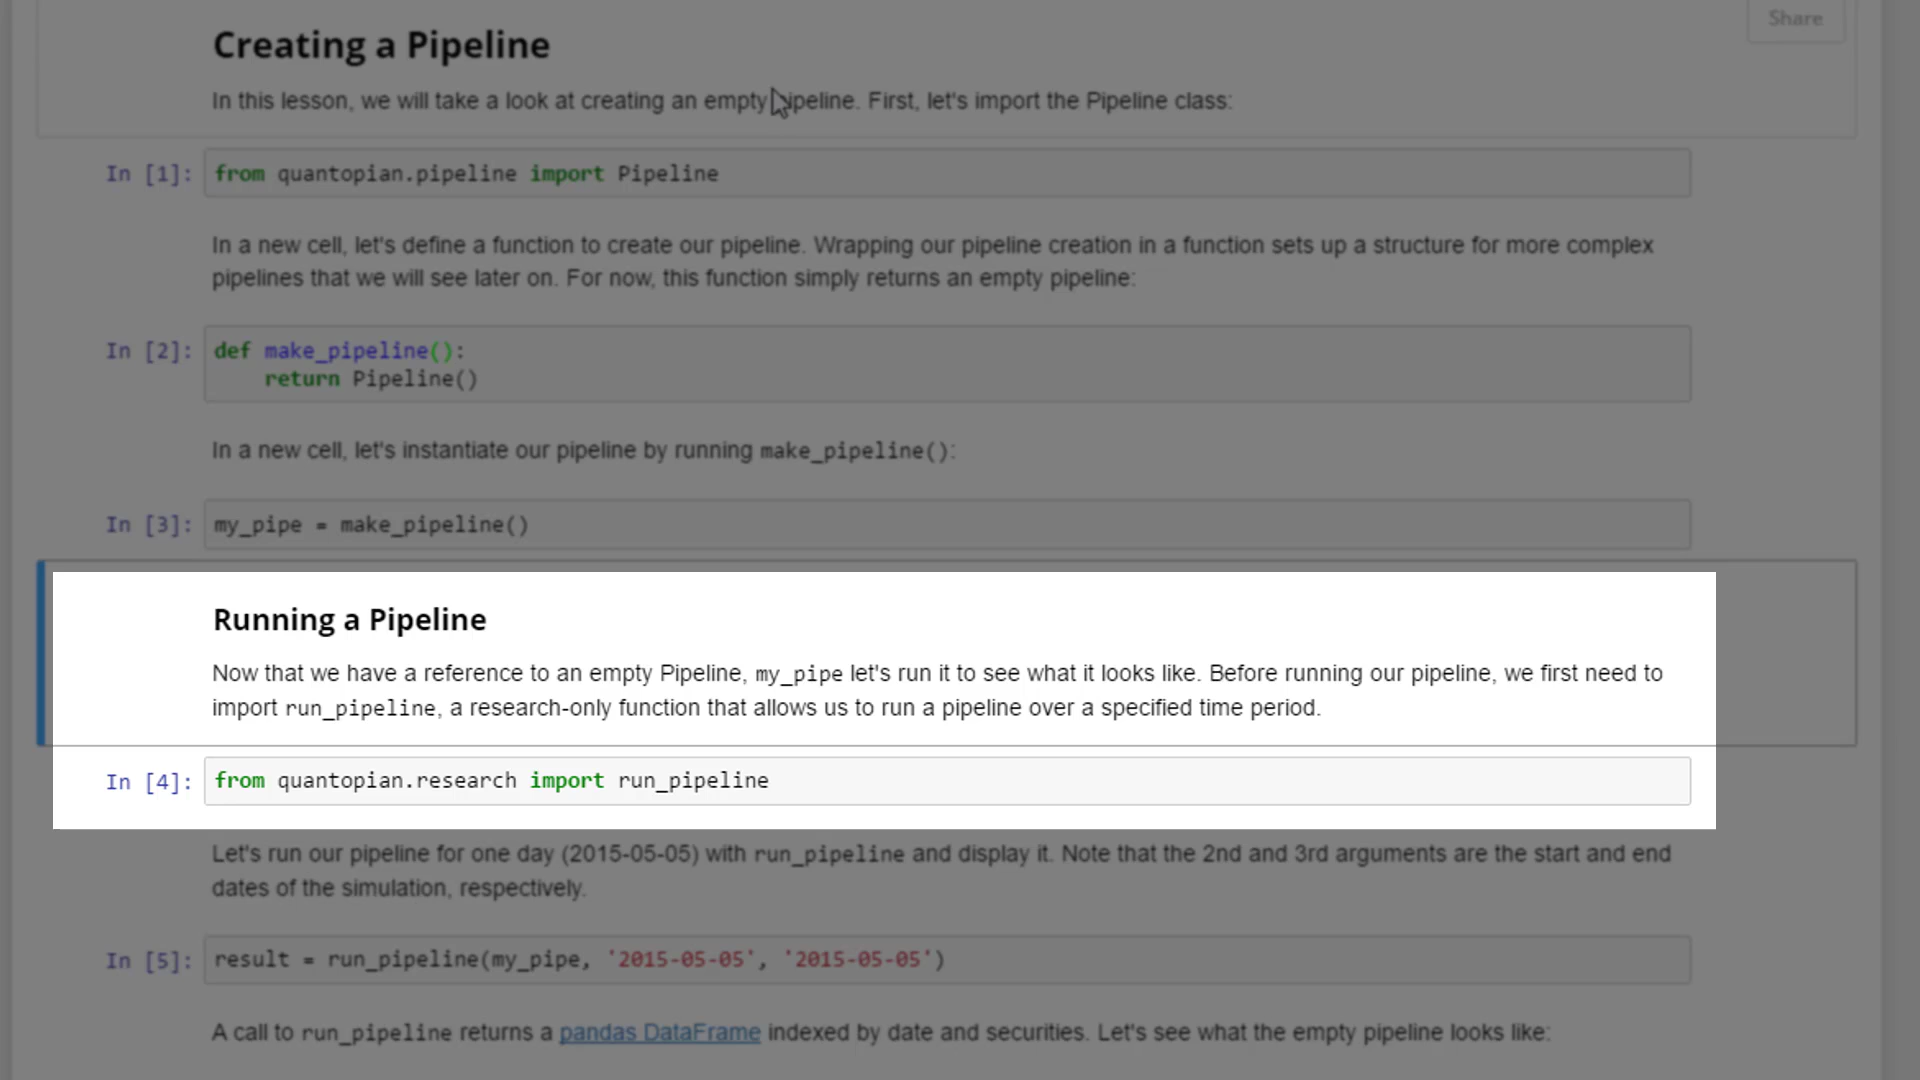 Share
Creating a Pipeline
In this lesson, we will take a look at creating an empty pipeline. First, let's import the Pipeline class:
In [1]: from quantopian.pipeline import Pipeline
In a new cell, let's define a function to create our pipeline. Wrapping our pipeline creation in a function sets up a structure for more complex
pipelines that we will see later on. For now, this function simply returns an empty pipeline:
In [2]: def make_pipeline():
return Pipeline()
In a new cell, let's instantiate our pipeline by running make_pipeline():
In [3]: my_pipe = make_pipeline()
Running a Pipeline
Now that we have a reference to an empty Pipeline, my_pipe let's run it to see what it looks like. Before running our pipeline, we first need to
import run_pipeline, a research-only function that allows us to run a pipeline over a specified time period.
In [4]: from quantopian.research import run_pipeline
Let's run our pipeline for one day (2015-05-05) with run_pipeline and display it. Note that the 2nd and 3rd arguments are the start and end
dates of the simulation, respectively.
In [5]: result = run_pipeline(my_pipe, '2015-05-05', '2015-05-05')
A call to run_pipeline returns a pandas DataFrame indexed by date and securities. Let's see what the empty pipeline looks like: